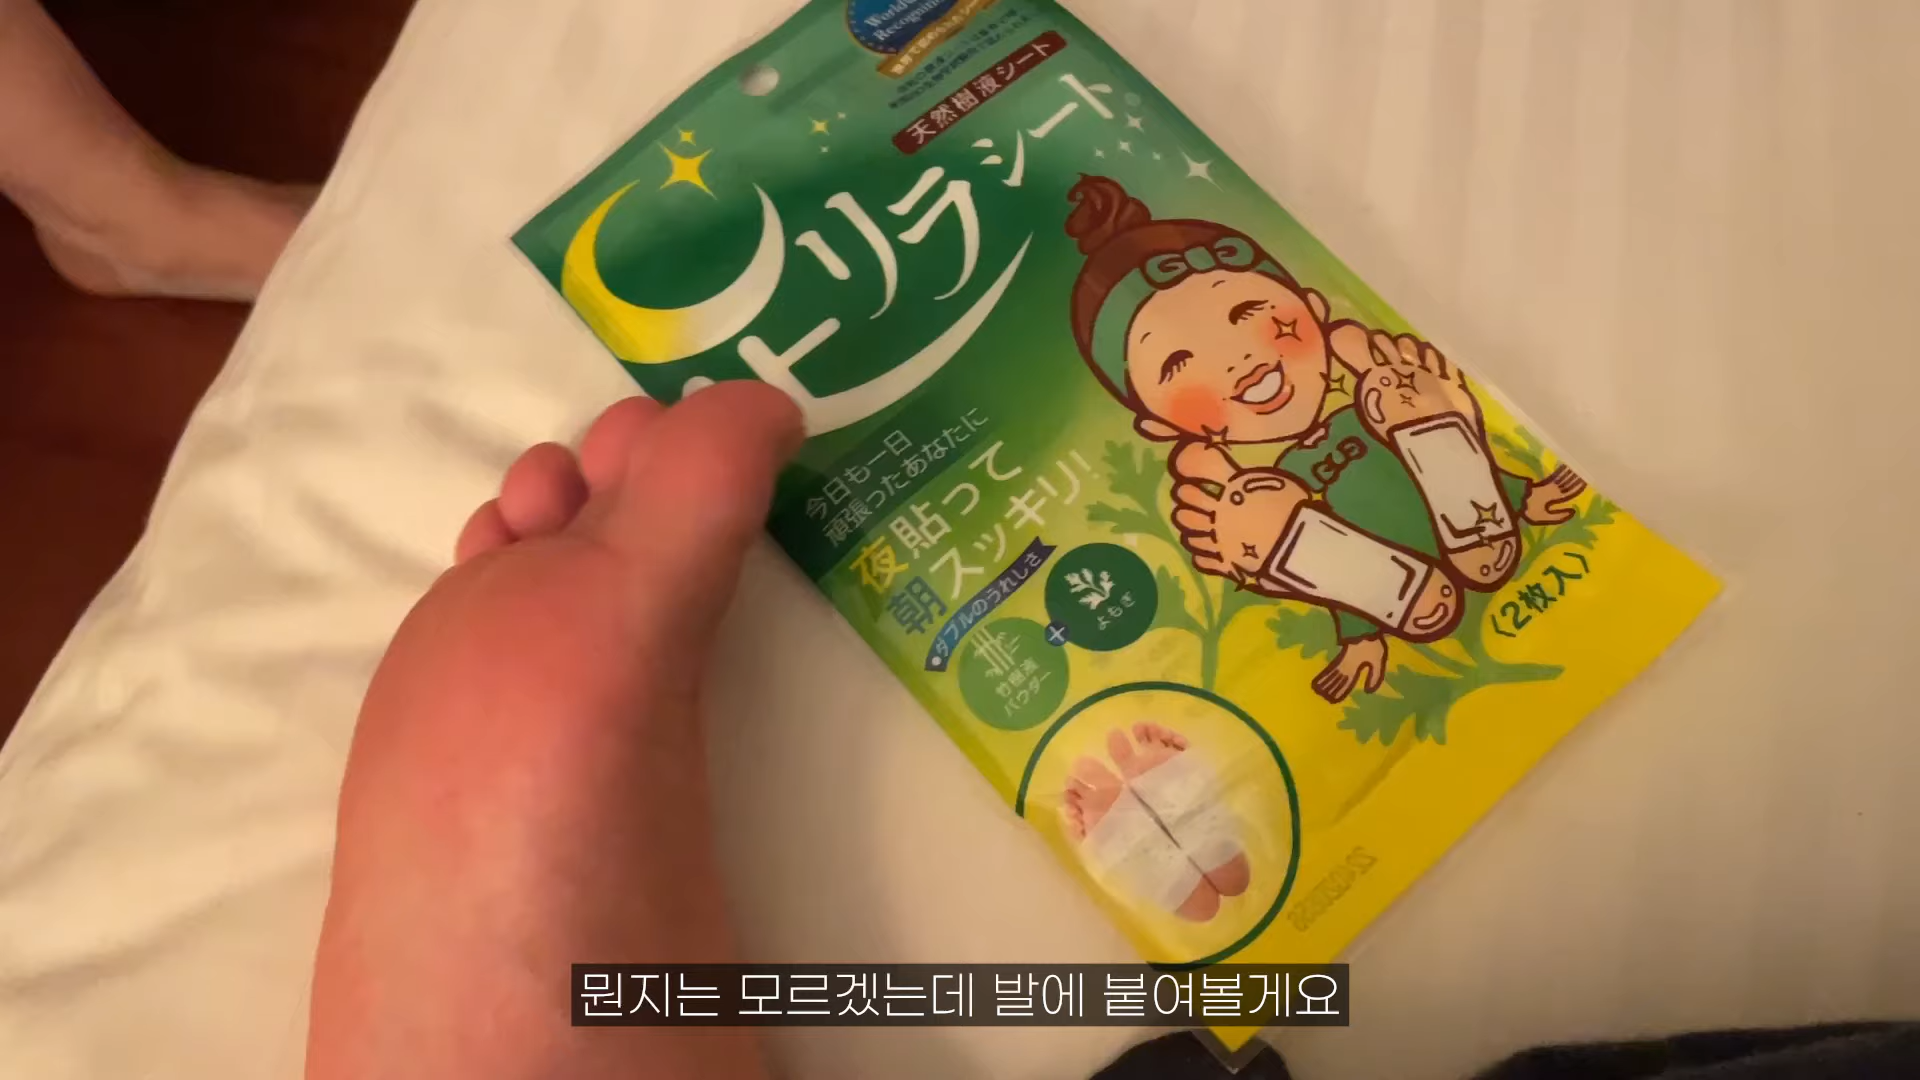 天然樹液シート
ヒリラシート
今日も一日
頑張ったあなたに
夜貼って
朝スッキリ!
ダブルのうれしさ
竹樹液
パウダー
+
よもぎ
〈2枚入〉
뭔지는 모르겠는데 발에 붙여볼게요